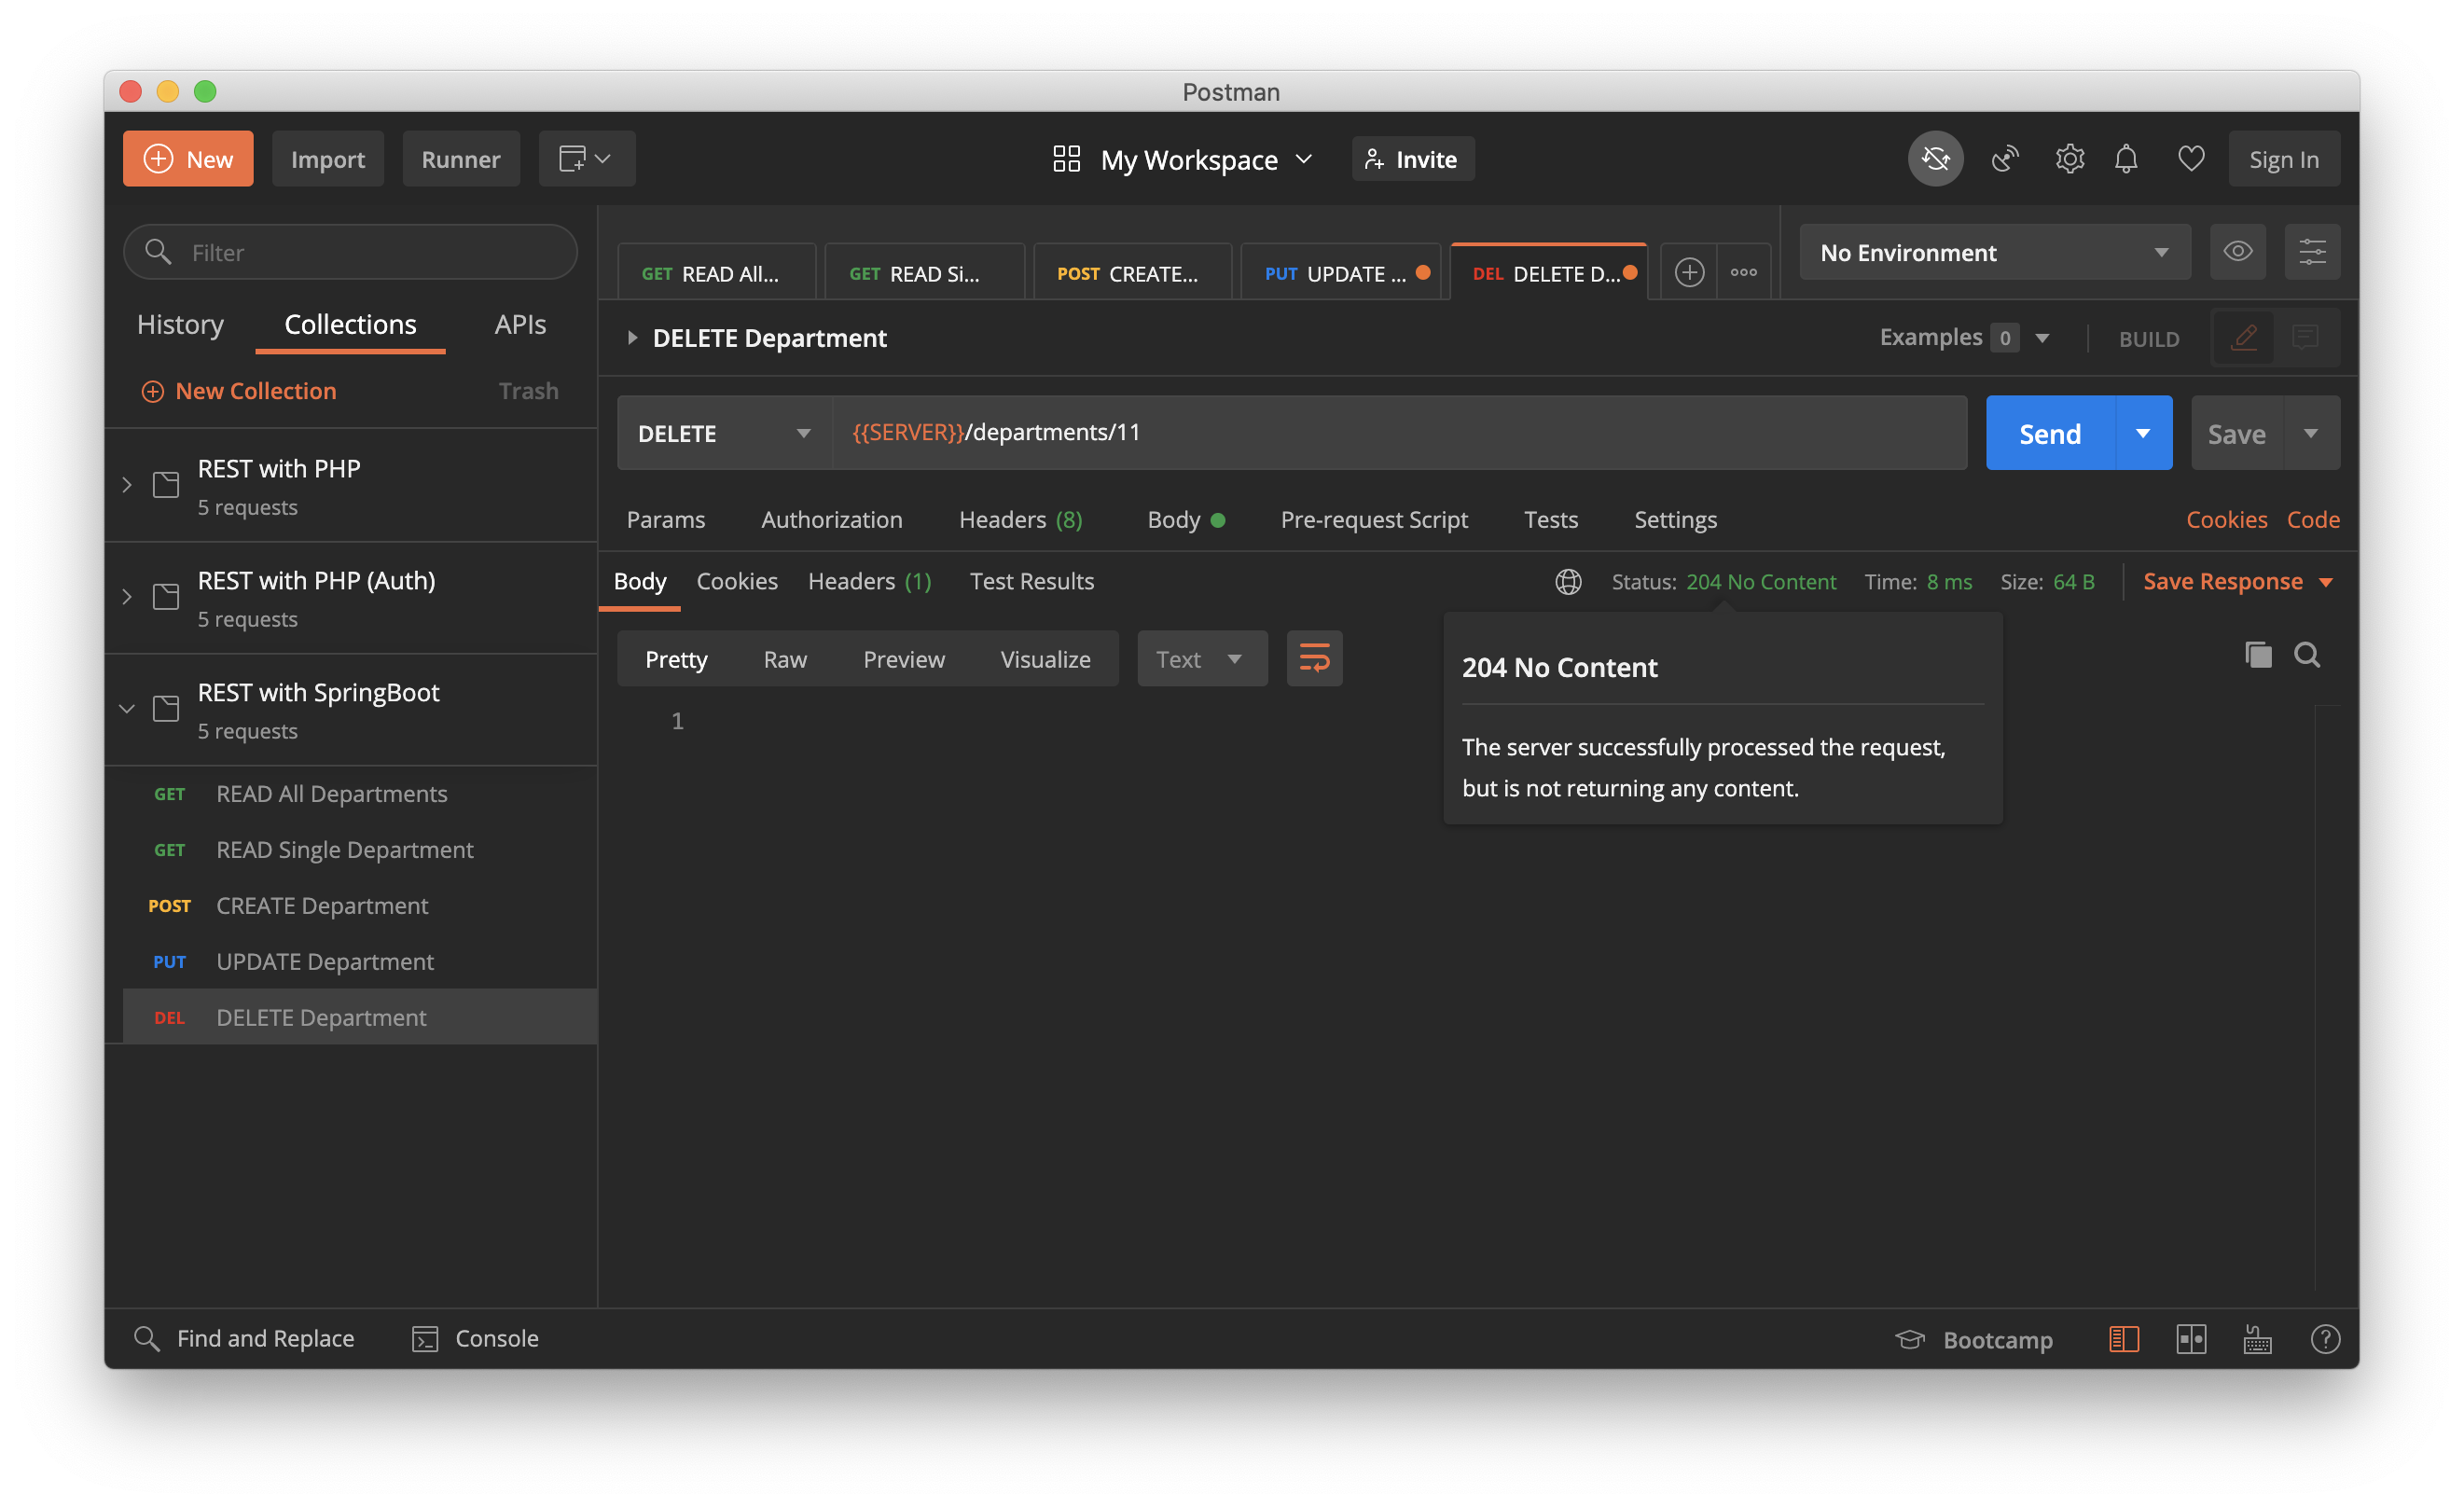 Postman
New Import Runner My Workspace Invite Sign In
Filter
GET READ All...
GET READ Si...
POST CREATE...
PUT UPDATE ...
DEL DELETE D...
No Environment
History Collections APIs
New Collection Trash
DELETE Department
Examples 0 BUILD
DELETE {{SERVER}}/departments/11 Send Save
REST with PHP
5 requests
REST with PHP (Auth)
5 requests
REST with SpringBoot
5 requests
GET READ All Departments
GET READ Single Department
POST CREATE Department
PUT UPDATE Department
DEL DELETE Department
Params Authorization Headers (8) Body Pre-request Script Tests Settings Cookies Code
Body Cookies Headers (1) Test Results Status: 204 No Content Time: 8 ms Size: 64 B Save Response
Pretty Raw Preview Visualize Text
1
204 No Content
The server successfully processed the request,
but is not returning any content.
Find and Replace Console Bootcamp